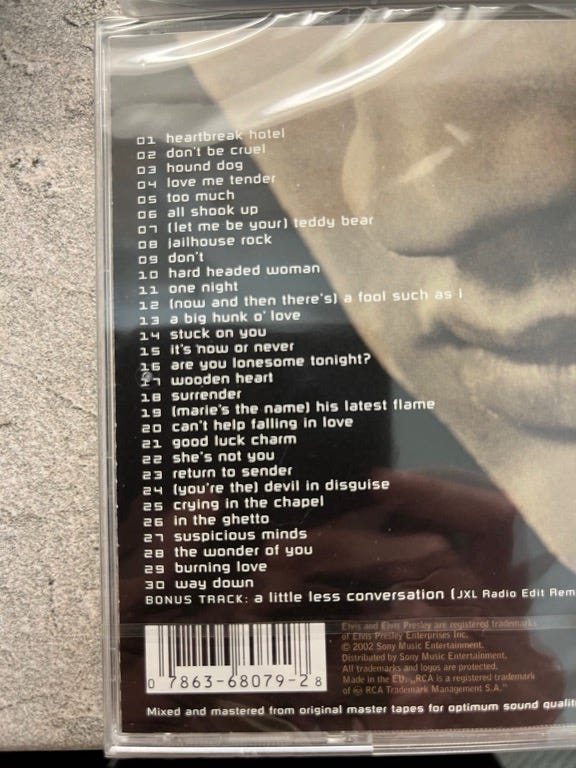 01 heartbreak hotel
02 don't be cruel
03 hound dog
04 love me tender
05 too much
06 all shook up
07 (let me be your) teddy bear
08 jailhouse rock
09 don't
10 hard headed woman
11 one night
12 (now and then there's) a fool such as i
13 a big hunk o' love
14 stuck on you
15 it's now or never
16 are you lonesome tonight?
17 wooden heart
18 surrender
19 (marie's the name) his latest flame
20 can't help falling in love
21 good luck charm
22 she's not you
23 return to sender
24 (you're the) devil in disguise
25 crying in the chapel
26 in the ghetto
27 suspicious minds
28 the wonder of you
29 burning love
30 way down
BONUS TRACK: a little less conversation (JXL Radio Edit Rem
Elvis and Elvis Presley are registered trademarks
of Elvis Presley Enterprises Inc.
© 2002 Sony Music Entertainment.
Distributed by Sony Music Entertainment.
All trademarks and logos are protected.
Made in the EU. „RCA is a registered trademark
of RCA Trademark Management S.A."
0 7863-68079-2 8
Mixed and mastered from original master tapes for optimum sound qualit